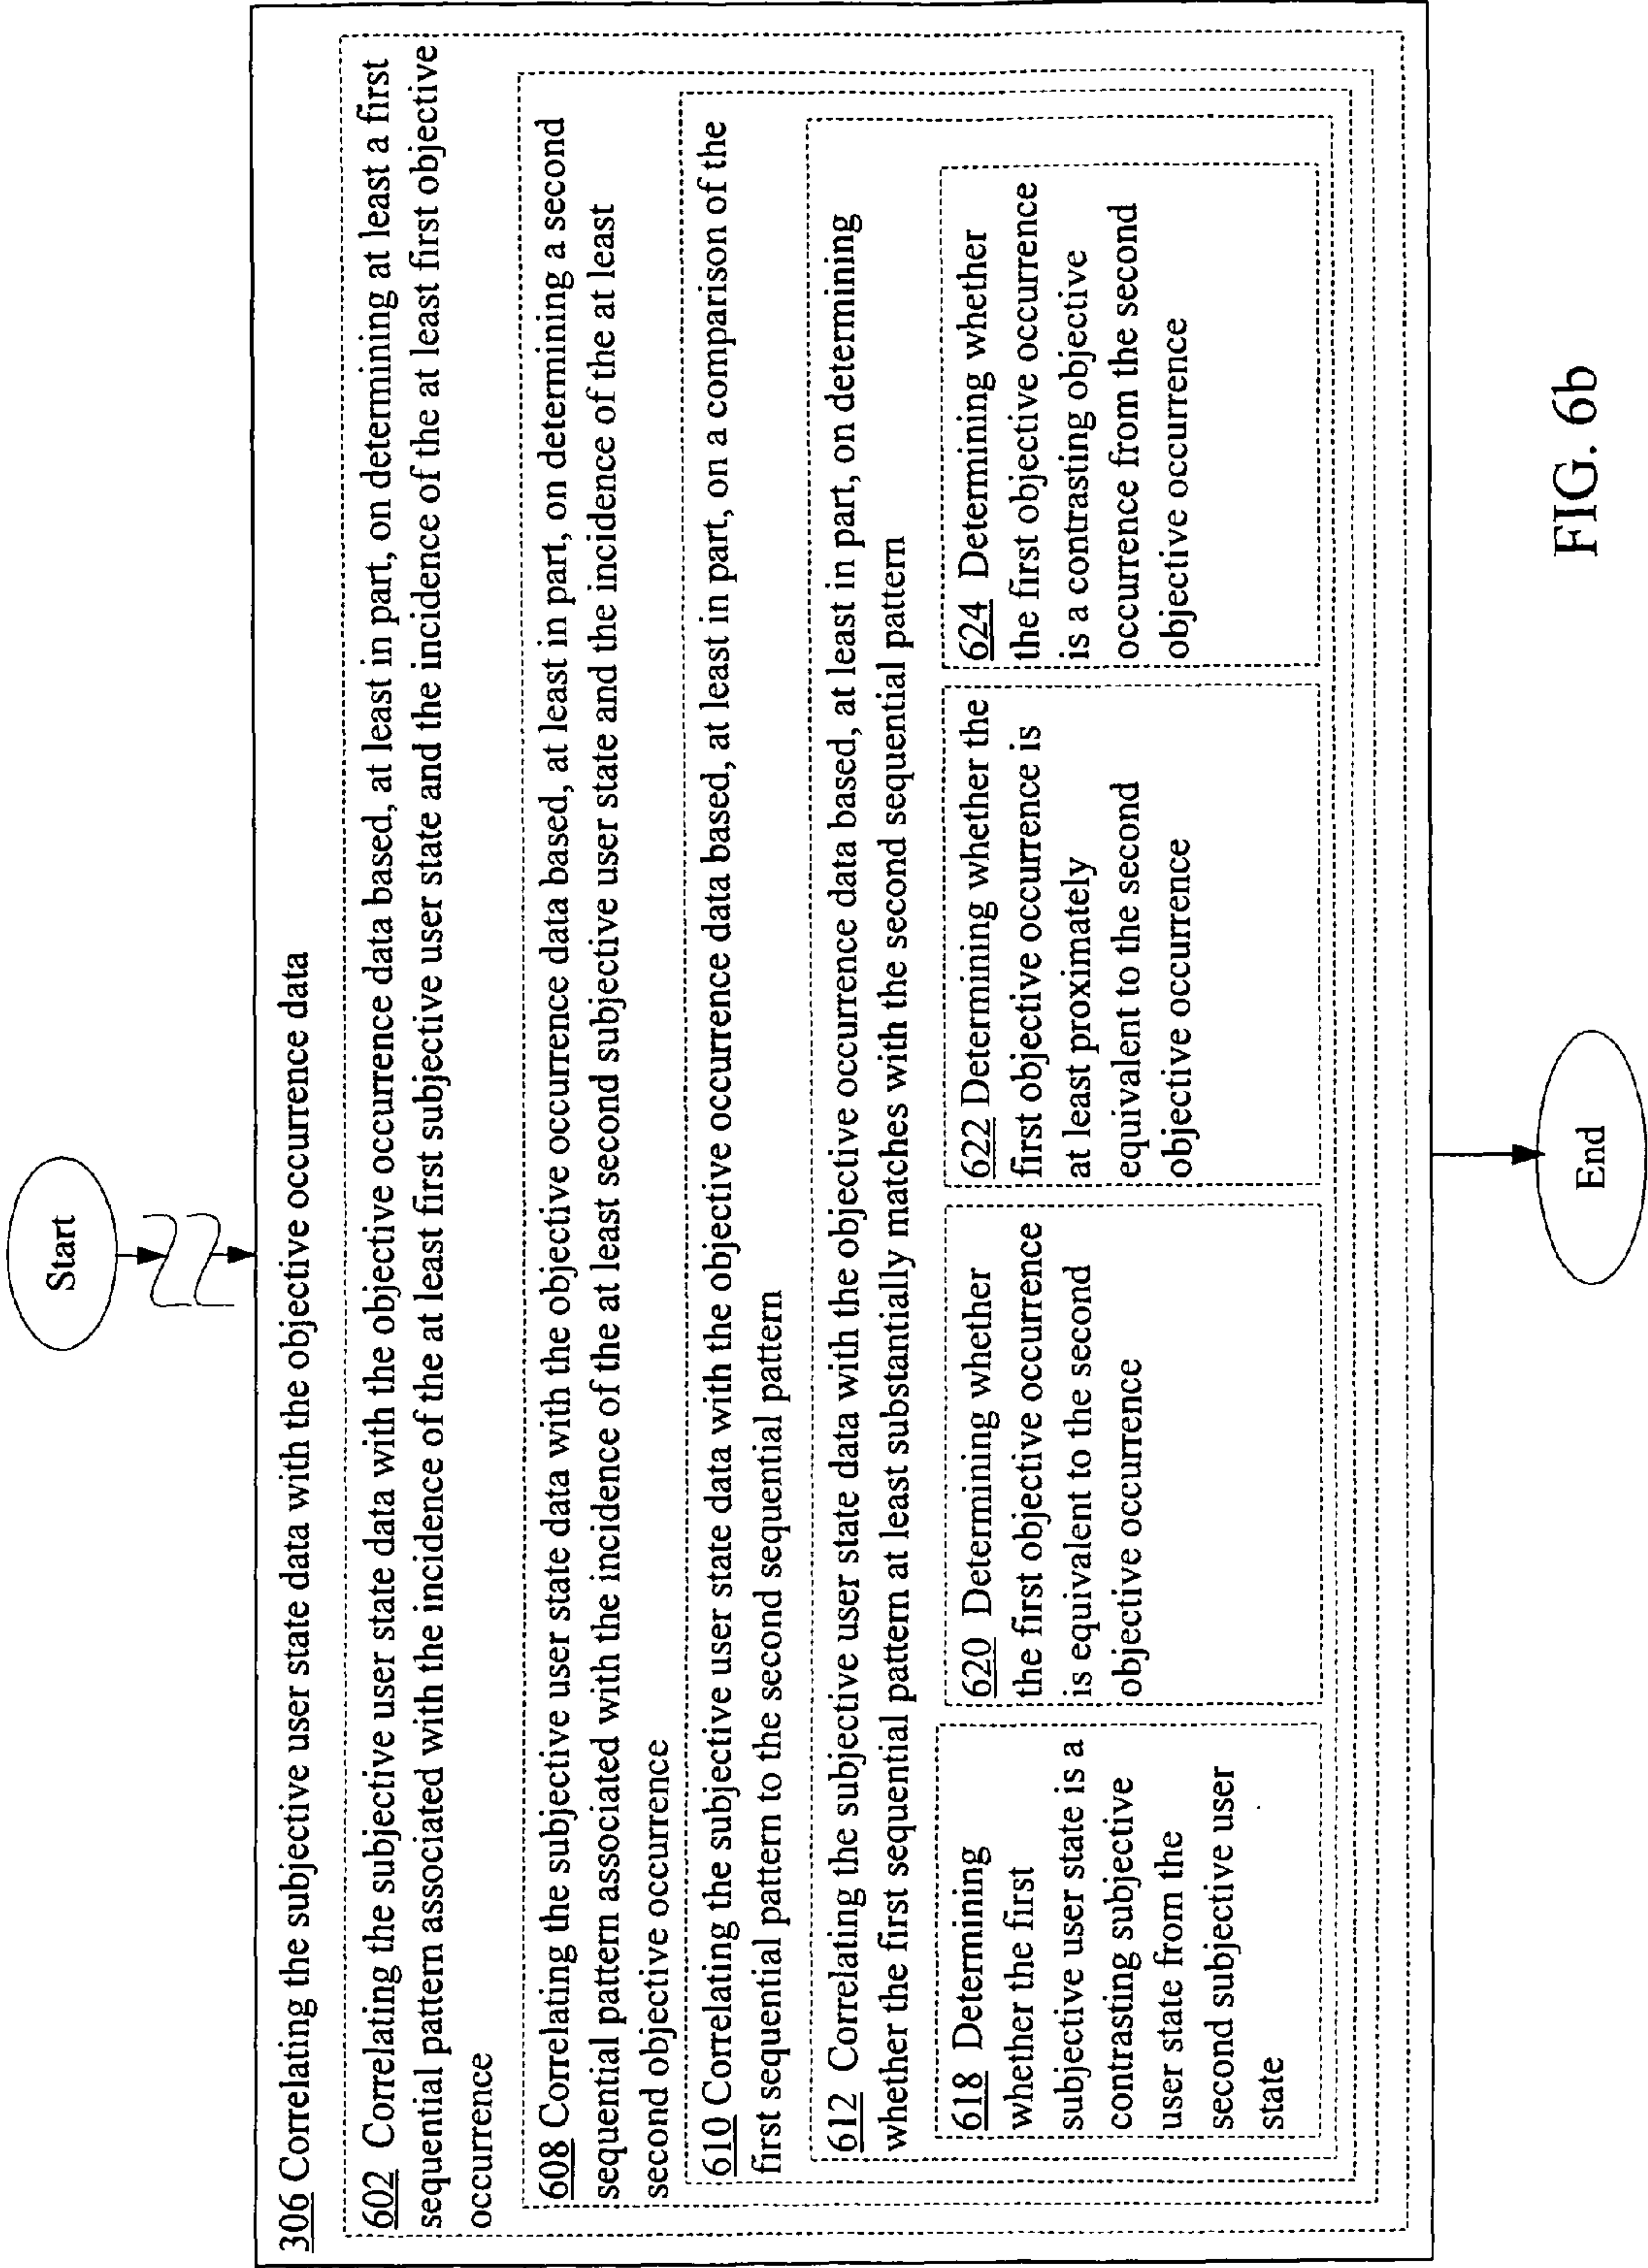 Start
306 Correlating the subjective user state data with the objective occurrence data
602 Correlating the subjective user state data with the objective occurrence data based, at least in part, on determining at least a first
sequential pattern associated with the incidence of the at least first subjective user state and the incidence of the at least first objective
occurrence
608 Correlating the subjective user state data with the objective occurrence data based, at least in part, on determining a second
sequential pattern associated with the incidence of the at least second subjective user state and the incidence of the at least
second objective occurrence
610 Correlating the subjective user state data with the objective occurrence data based, at least in part, on a comparison of the
first sequential pattern to the second sequential pattern
612 Correlating the subjective user state data with the objective occurrence data based, at least in part, on determining
whether the first sequential pattern at least substantially matches with the second sequential pattern
618 Determining
whether the first
subjective user state is a
contrasting subjective
user state from the
second subjective user
state
620 Determining whether
the first objective occurrence
is equivalent to the second
objective occurrence
622 Determining whether the
first objective occurrence is
at least proximately
equivalent to the second
objective occurrence
624 Determining whether
the first objective occurrence
is a contrasting objective
occurrence from the second
objective occurrence
End
FIG. 6b